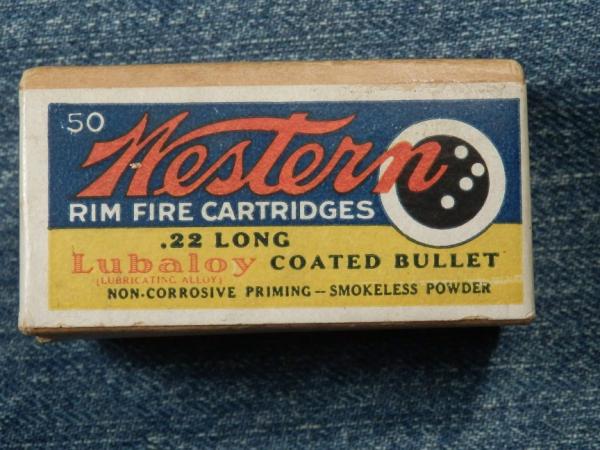 50
Western
RIM FIRE CARTRIDGES
.22 LONG
Lubaloy COATED BULLET
(LUBRICATING ALLOY)
NON-CORROSIVE PRIMING — SMOKELESS POWDER